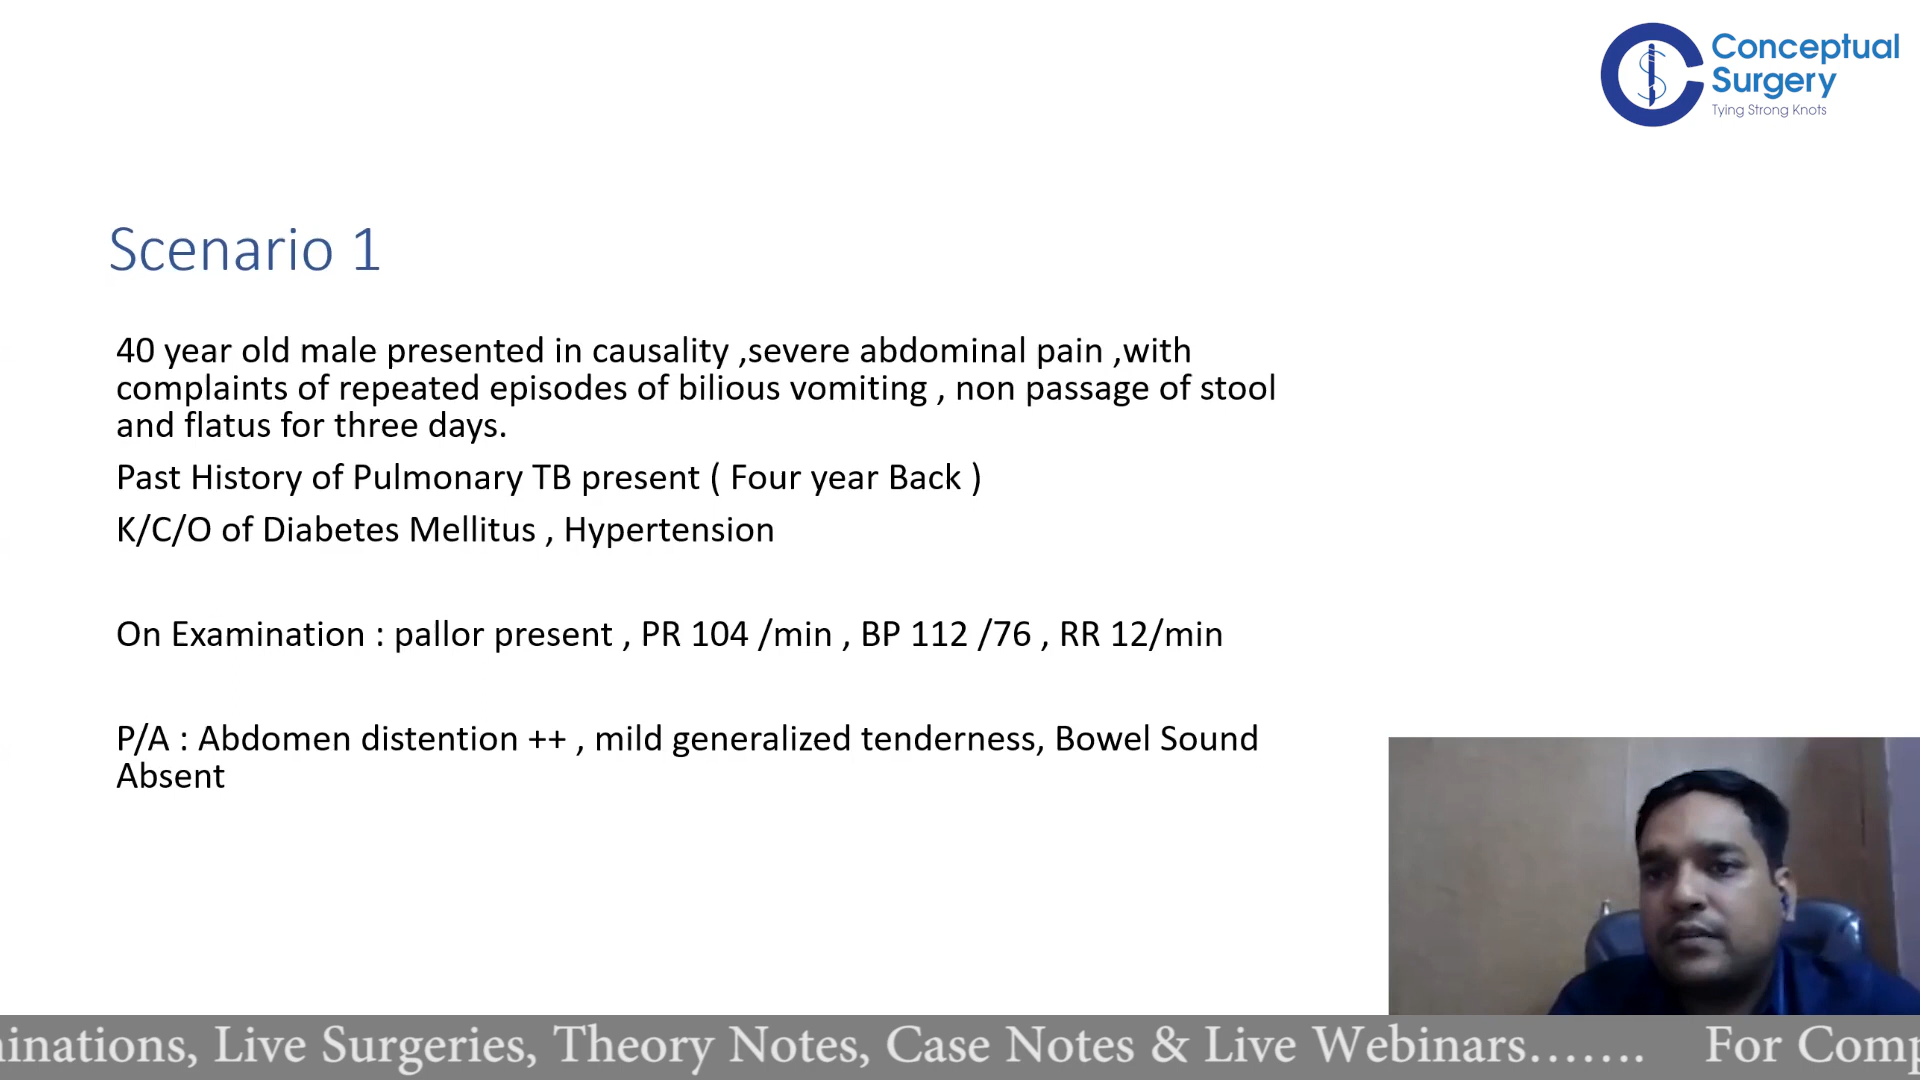 Conceptual
Surgery
Tying Strong Knots
Scenario 1
40 year old male presented in causality ,severe abdominal pain ,with
complaints of repeated episodes of bilious vomiting , non passage of stool
and flatus for three days.
Past History of Pulmonary TB present ( Four year Back )
K/C/O of Diabetes Mellitus , Hypertension
On Examination : pallor present , PR 104 /min , BP 112 /76 , RR 12/min
P/A : Abdomen distention ++ , mild generalized tenderness, Bowel Sound
Absent
inations, Live Surgeries, Theory Notes, Case Notes & Live Webinars....... For Comp